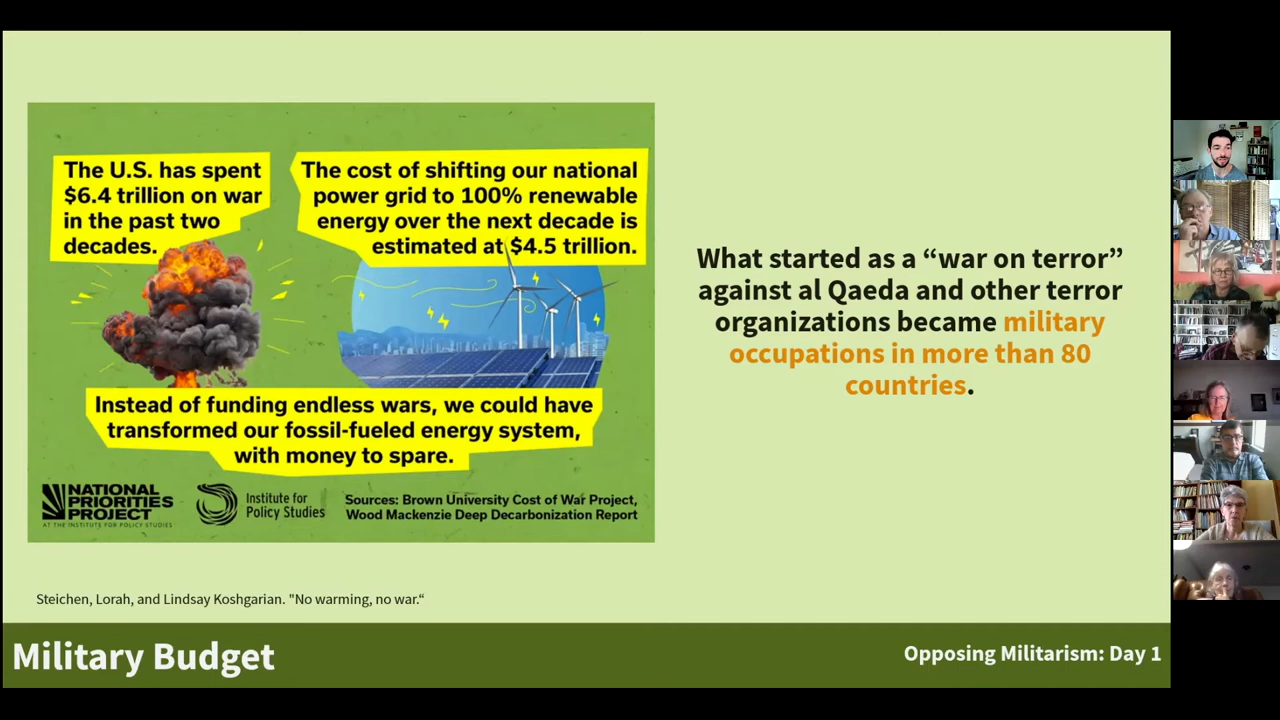 The U.S. has spent
$6.4 trillion on war
in the past two
decades.
The cost of shifting our national
power grid to 100% renewable
energy over the next decade is
estimated at $4.5 trillion.
Instead of funding endless wars, we could have
transformed our fossil-fueled energy system,
with money to spare.
NATIONAL
PRIORITIES
PROJECT
AT THE INSTITUTE FOR POLICY STUDIES
Institute for
Policy Studies
Sources: Brown University Cost of War Project,
Wood Mackenzie Deep Decarbonization Report
What started as a “war on terror”
against al Qaeda and other terror
organizations became military
occupations in more than 80
countries.
Steichen, Lorah, and Lindsay Koshgarian. "No warming, no war.“
Military Budget
Opposing Militarism: Day 1